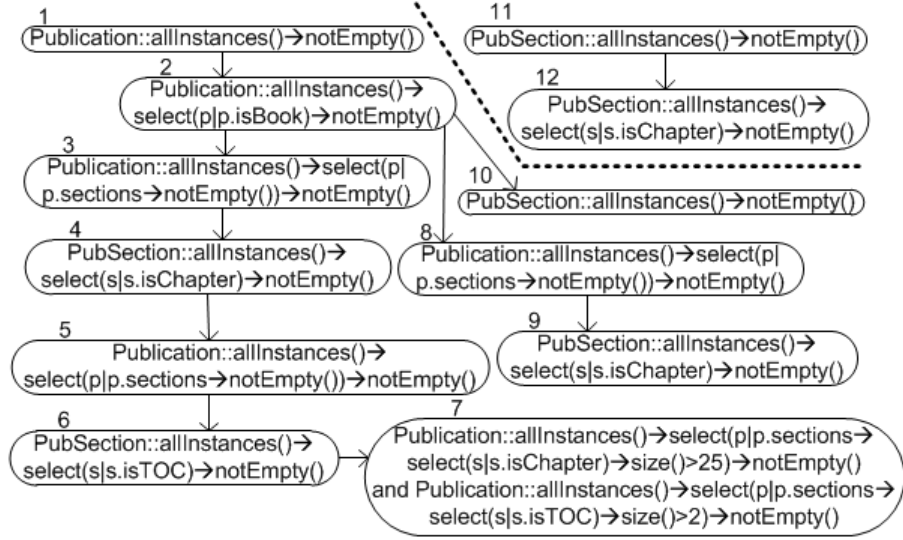 1
Publication::allInstances()→notEmpty()
2
Publication::allInstances()→
select(p|p.isBook)→notEmpty()
3
Publication::allInstances()→select(p|
p.sections→notEmpty())→notEmpty()
4
PubSection::allInstances()→
select(s|s.isChapter)→notEmpty()
5
Publication::allInstances()→
select(p|p.sections→notEmpty())→notEmpty()
6
PubSection::allInstances()→
select(s|s.isTOC)→notEmpty()
7
Publication::allInstances()→select(p|p.sections→
select(s|s.isChapter)→size()>25)→notEmpty()
and Publication::allInstances()→select(p|p.sections→
select(s|s.isTOC)→size()>2)→notEmpty()
8
Publication::allInstances()→select(p|
p.sections→notEmpty())→notEmpty()
9
PubSection::allInstances()→
select(s|s.isChapter)→notEmpty()
10
PubSection::allInstances()→notEmpty()
11
PubSection::allInstances()→notEmpty()
12
PubSection::allInstances()→
select(s|s.isChapter)→notEmpty()